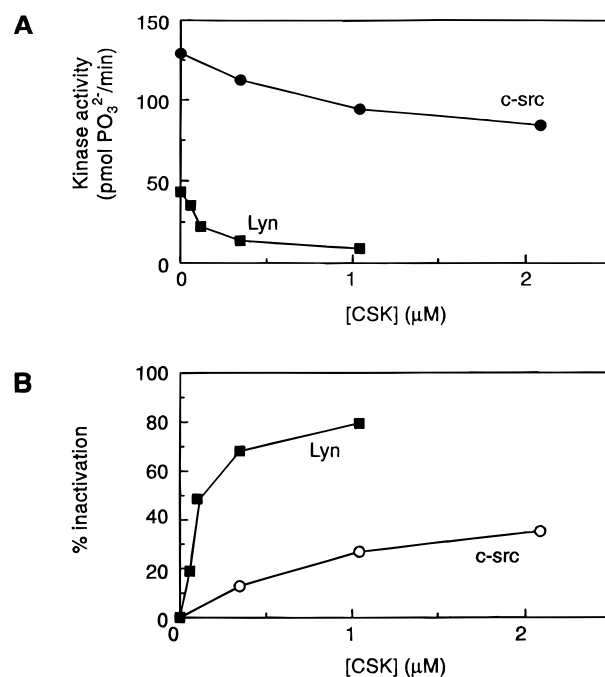 A
Kinase activity
(pmol PO₃²⁻/min)
150
100
50
0
c-src
Lyn
0
1
2
[CSK] (μM)
B
% inactivation
100
80
60
40
20
0
Lyn
c-src
0
1
2
[CSK] (μM)